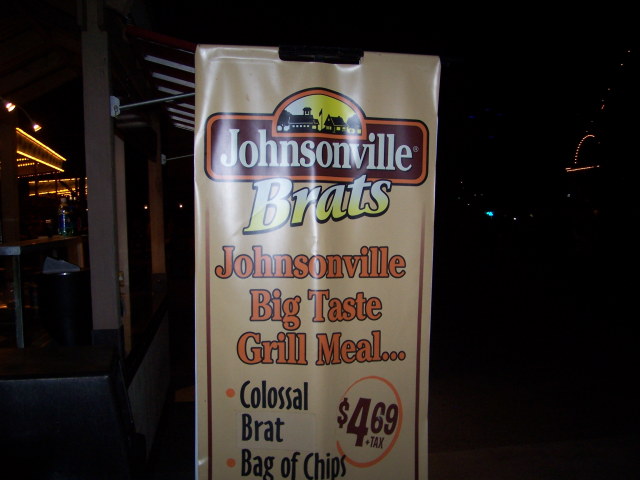 Johnsonville®
Brats
Johnsonville
Big Taste
Grill Meal...
• Colossal
Brat
$4.69
+TAX
• Bag of Chips